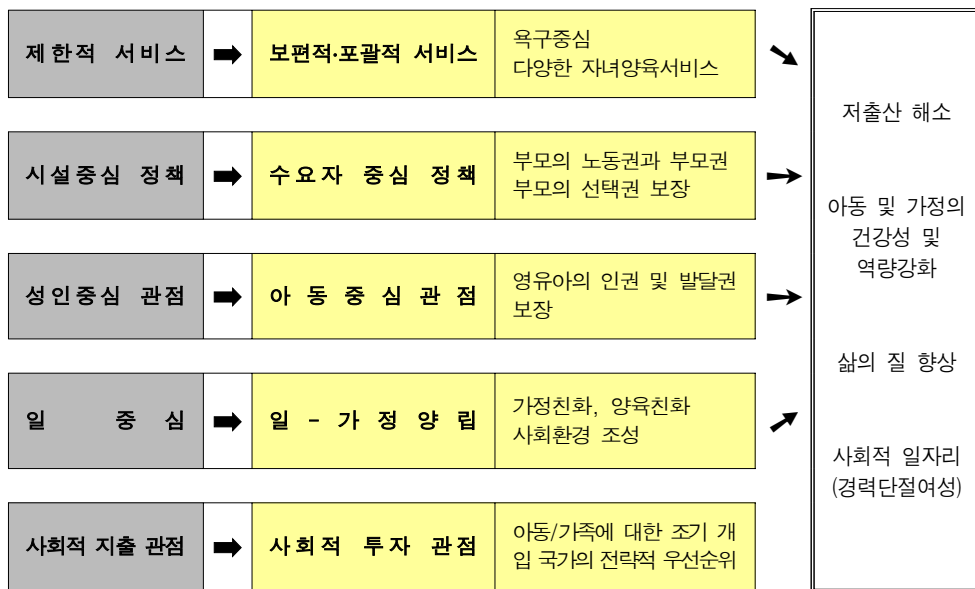 제한적 서비스
보편적·포괄적 서비스
욕구중심
다양한 자녀양육서비스
시설중심 정책
수요자 중심 정책
부모의 노동권과 부모권
부모의 선택권 보장
성인중심 관점
아동중심관점
영유아의 인권 및 발달권
보장
일 중심
일 - 가정양립
가정친화, 양육친화
사회환경 조성
사회적 지출 관점
사회적 투자 관점
아동/가족에 대한 조기 개
입 국가의 전략적 우선순위
저출산 해소
아동 및 가정의
건강성 및
역량강화
삶의 질 향상
사회적 일자리
(경력단절여성)